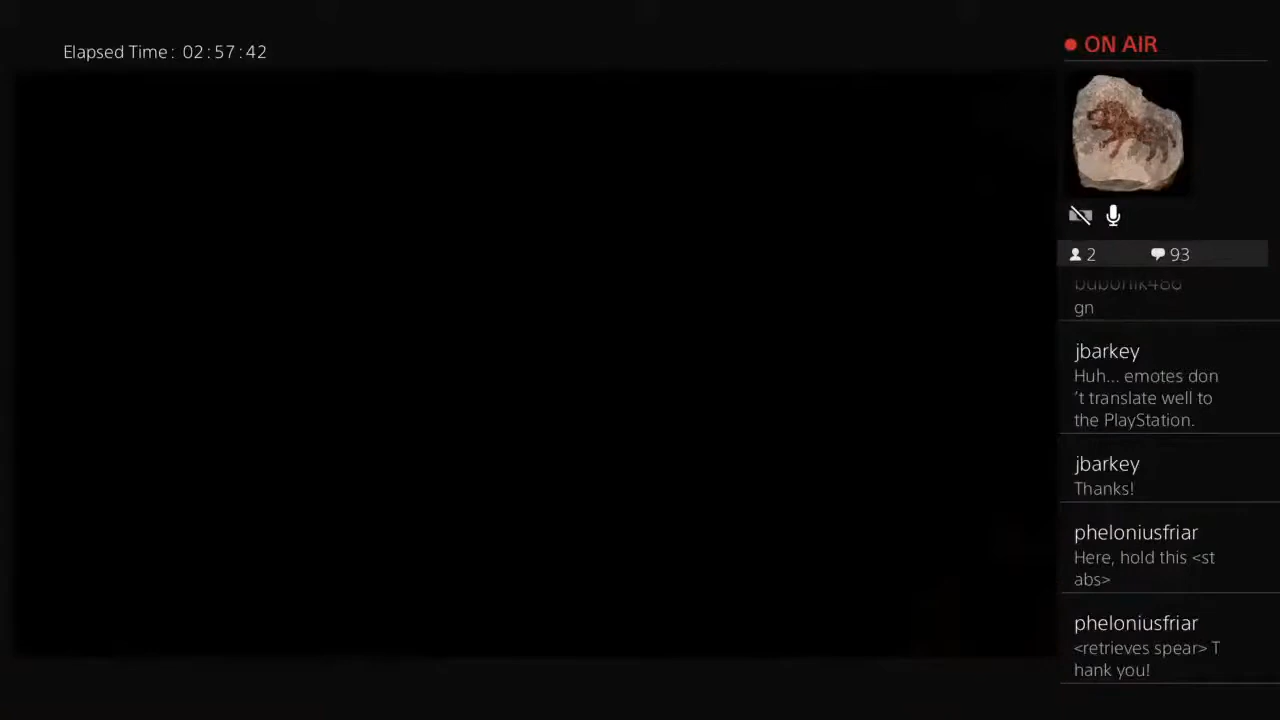 Elapsed Time: 02:57:42
ON AIR
2 93
gn
jbarkey
Huh... emotes don
't translate well to
the PlayStation.
jbarkey
Thanks!
pheloniusfriar
Here, hold this <st
abs>
pheloniusfriar
<retrieves spear> T
hank you!